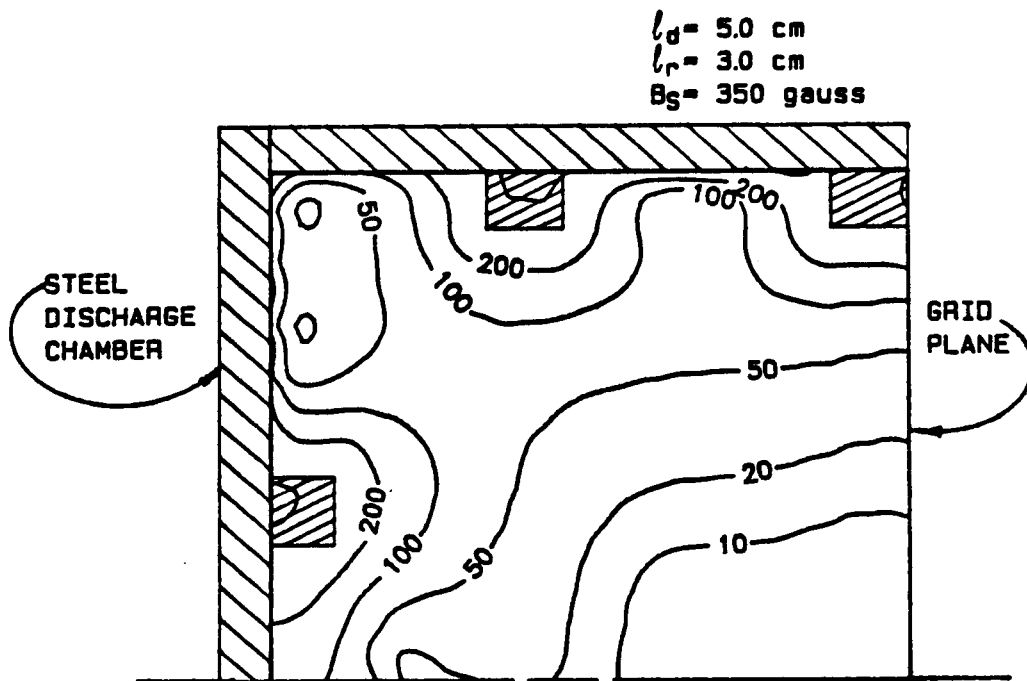 ℓd= 5.0 cm
ℓr= 3.0 cm
BS= 350 gauss
50
100
200
200
100
STEEL
DISCHARGE
CHAMBER
GRID
PLANE
50
20
200
100
50
10